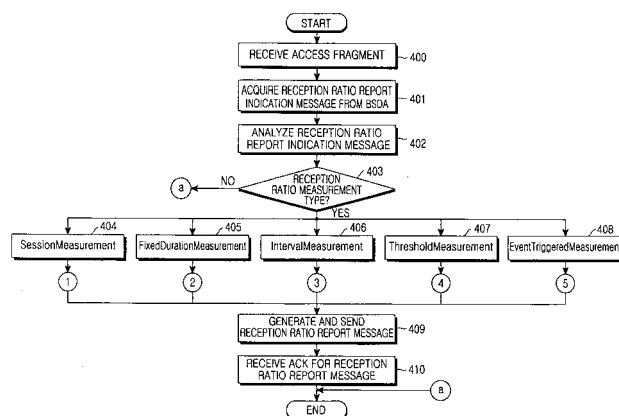 START
RECEIVE ACCESS FRAGMENT
400
ACQUIRE RECEPTION RATIO REPORT
INDICATION MESSAGE FROM BSDA
401
ANALYZE RECEPTION RATIO
REPORT INDICATION MESSAGE
402
403
RECEPTION
RATIO MEASUREMENT
TYPE?
NO
a
YES
404
SessionMeasurement
405
FixedDurationMeasurement
406
IntervalMeasurement
407
ThresholdMeasurement
408
EventTriggeredMeasurement
1
2
3
4
5
GENERATE AND SEND
RECEPTION RATIO REPORT MESSAGE
409
RECEIVE ACK FOR RECEPTION
RATIO REPORT MESSAGE
410
a
END